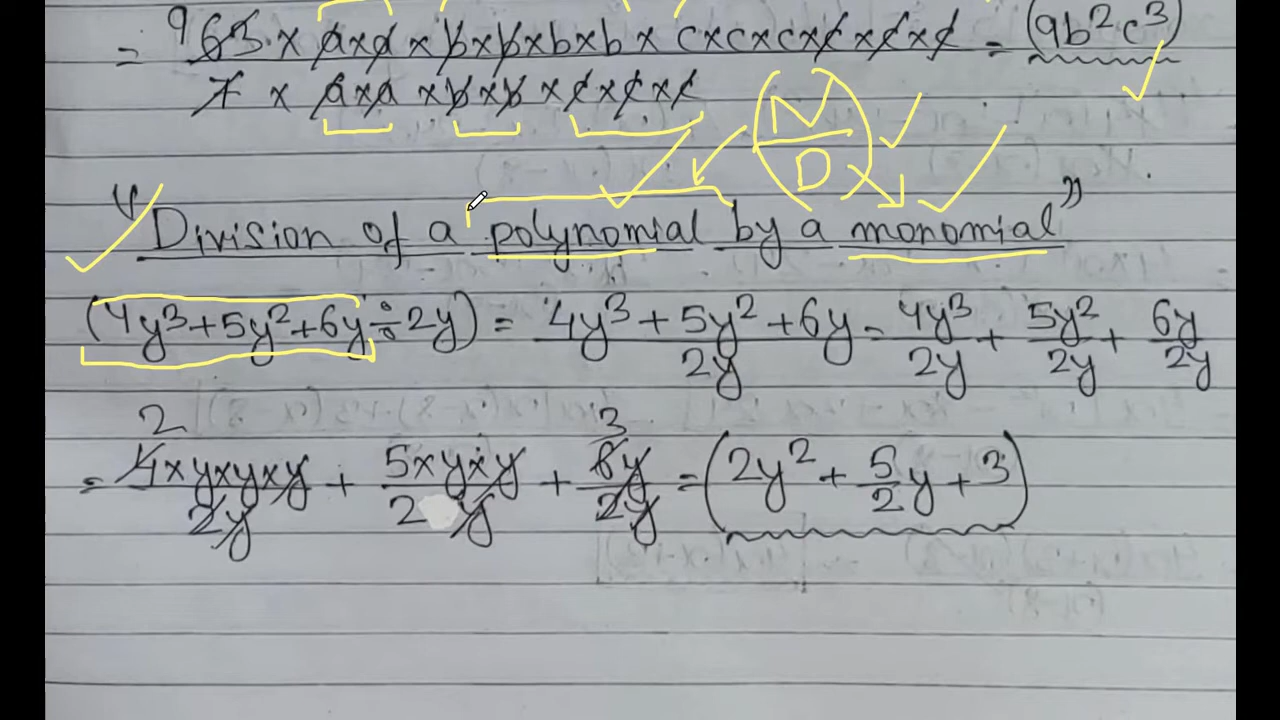 = 9 63 × a×a × b×b×b×b × c×c×c×c×c×c = (9b²c³)
7 × a×a × b×b × c×c×c
N
D
"Division of a polynomial by a monomial"
(4y³+5y²+6y÷2y) = 4y³+5y²+6y/2y = 4y³/2y + 5y²/2y + 6y/2y
2 3
= 4×y×y×y/2y + 5×y×y/2 y + 6y/2y = (2y² + 5/2 y + 3)